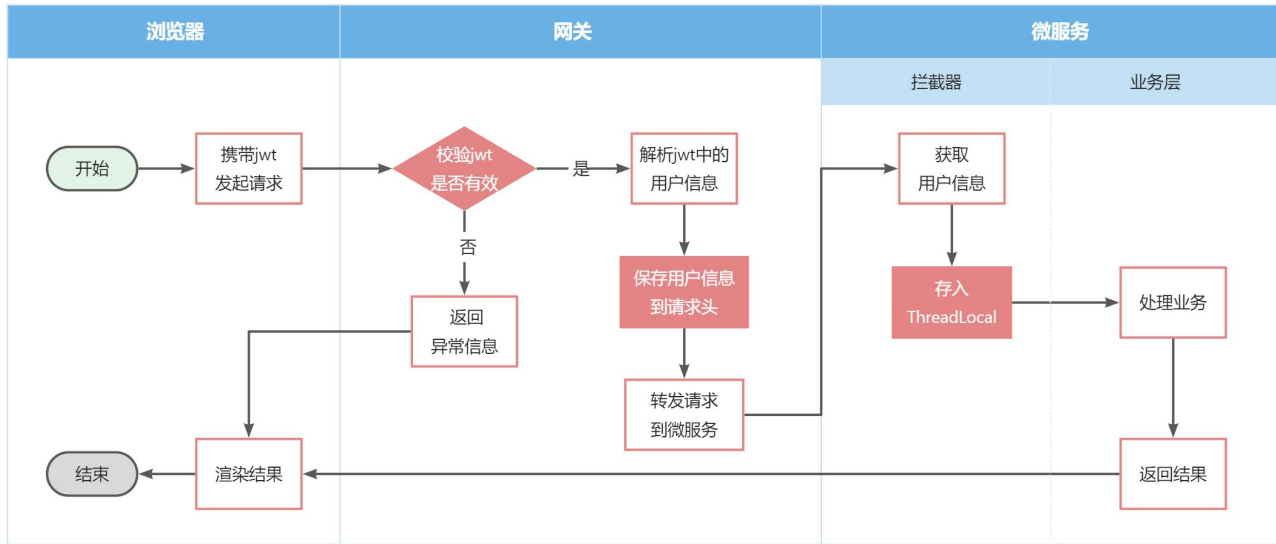 浏览器
网关
微服务
拦截器
业务层
开始
携带jwt
发起请求
校验jwt
是否有效
是
解析jwt中的
用户信息
获取
用户信息
否
保存用户信息
到请求头
存入
ThreadLocal
处理业务
返回
异常信息
转发请求
到微服务
结束
渲染结果
返回结果